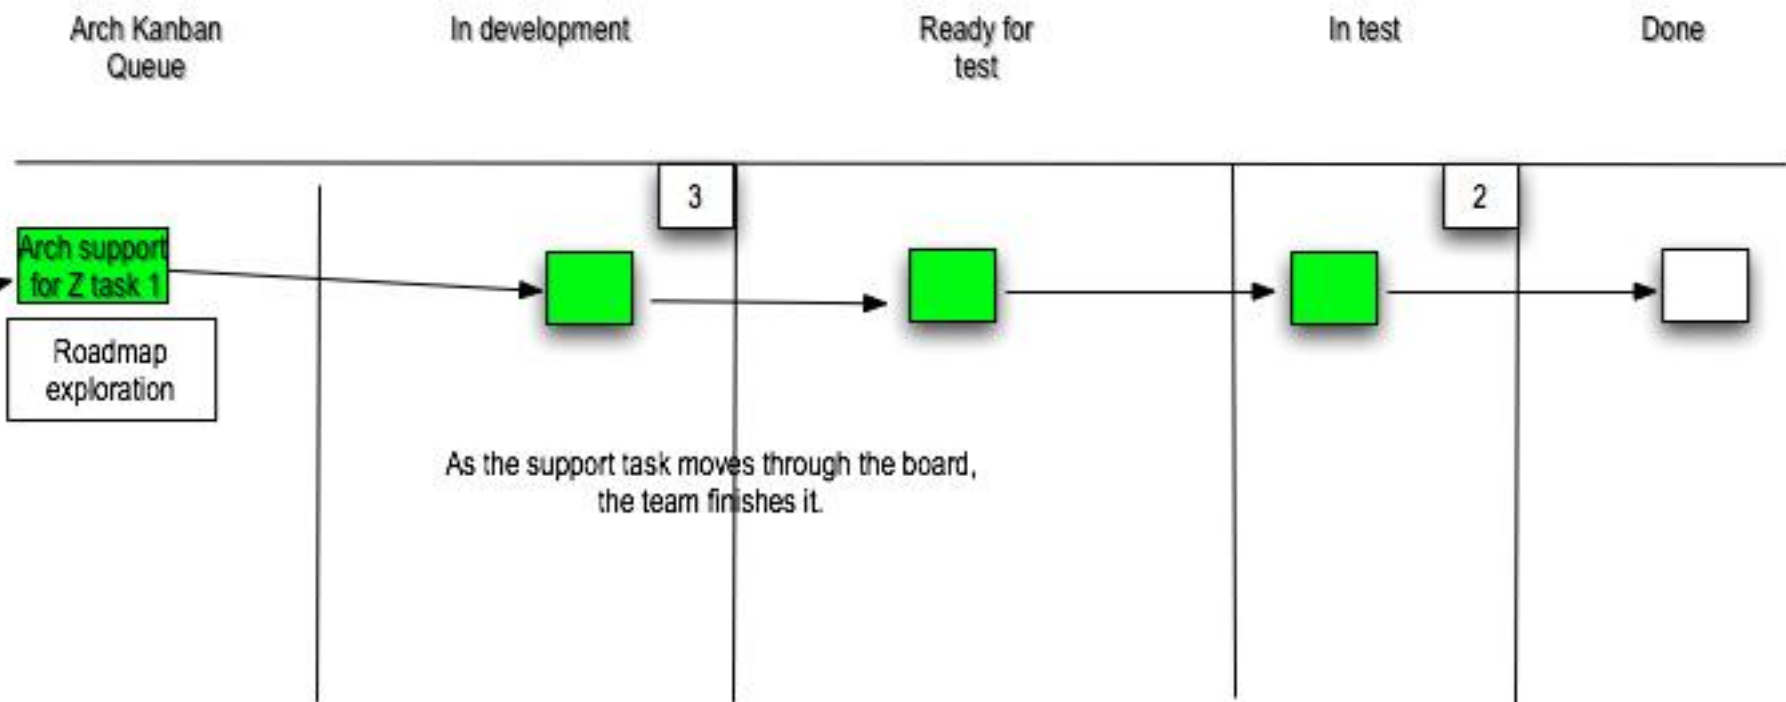 Arch Kanban
Queue
In development
Ready for
test
In test
Done
3
2
Arch support
for Z task 1
Roadmap
exploration
As the support task moves through the board,
the team finishes it.